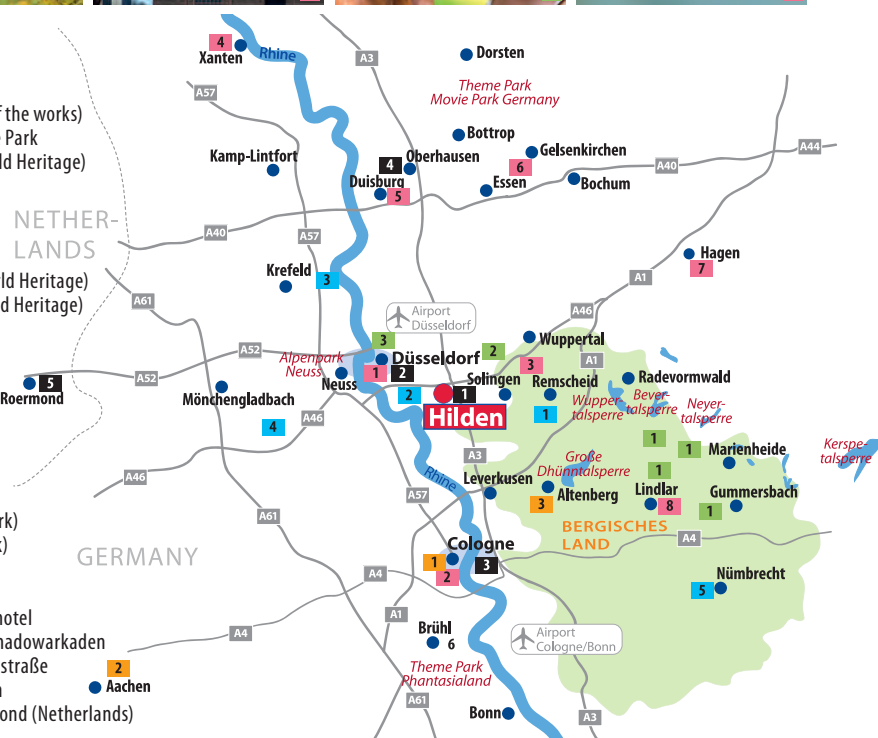 4
Xanten
Rhine
A3
Dorsten
Theme Park
Movie Park Germany
A57
the works)
Park
ld Heritage)
Bottrop
Gelsenkirchen
6
A44
Kamp-Lintfort
4
Oberhausen
Duisburg
5
Essen
Bochum
A40
NETHER-
LANDS
A40
A57
Hagen
7
Krefeld
3
A1
ld Heritage)
d Heritage)
A61
Airport
Düsseldorf
A46
3
Wuppertal
2
A52
Alpenpark
Neuss
Düsseldorf
1
2
3
A1
5
Roermond
A52
Neuss
Solingen
Remscheid
Radevormwald
Mönchengladbach
2
1
Hilden
1
Wupper-
talsperre
Bever-
talsperre
Neyer-
talsperre
4
A46
1
1
Marienheide
Kerspe-
talsperre
A3
Große
Dhünntalsperre
1
A46
Rhine
Leverkusen
A57
3
Altenberg
Lindlar
8
Gummersbach
1
A61
BERGISCHES
LAND
rk)
k)
GERMANY
Cologne
1
2
3
A4
A4
Nümbrecht
5
hotel
hadowarkaden
straße
A4
A1
Brühl
6
Airport
Cologne/Bonn
2
Aachen
Theme Park
Phantasialand
ond (Netherlands)
A61
Bonn
A3